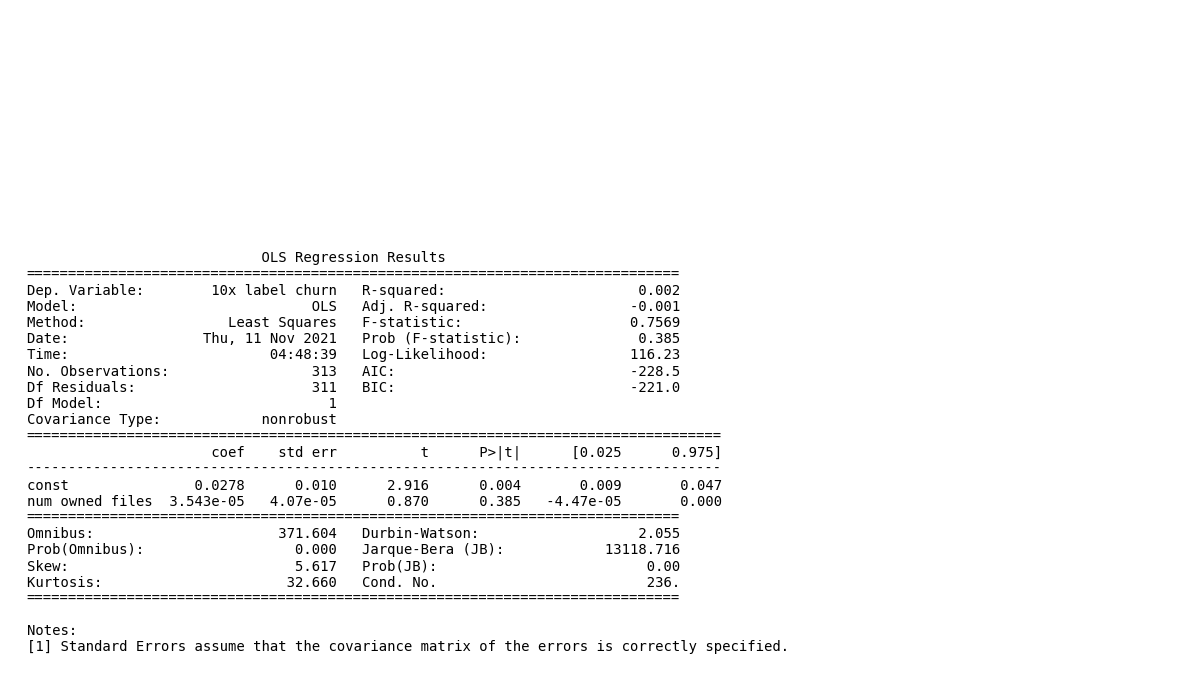 OLS Regression Results
==============================================================================
Dep. Variable:        10x label churn   R-squared:                       0.002
Model:                            OLS   Adj. R-squared:                 -0.001
Method:                 Least Squares   F-statistic:                    0.7569
Date:                Thu, 11 Nov 2021   Prob (F-statistic):              0.385
Time:                        04:48:39   Log-Likelihood:                 116.23
No. Observations:                 313   AIC:                            -228.5
Df Residuals:                     311   BIC:                            -221.0
Df Model:                           1
Covariance Type:            nonrobust
===================================================================================
                      coef    std err          t      P>|t|      [0.025      0.975]
-----------------------------------------------------------------------------------
const               0.0278      0.010      2.916      0.004       0.009       0.047
num owned files  3.543e-05   4.07e-05      0.870      0.385   -4.47e-05       0.000
==============================================================================
Omnibus:                      371.604   Durbin-Watson:                   2.055
Prob(Omnibus):                  0.000   Jarque-Bera (JB):            13118.716
Skew:                           5.617   Prob(JB):                         0.00
Kurtosis:                      32.660   Cond. No.                         236.
==============================================================================
Notes:
[1] Standard Errors assume that the covariance matrix of the errors is correctly specified.